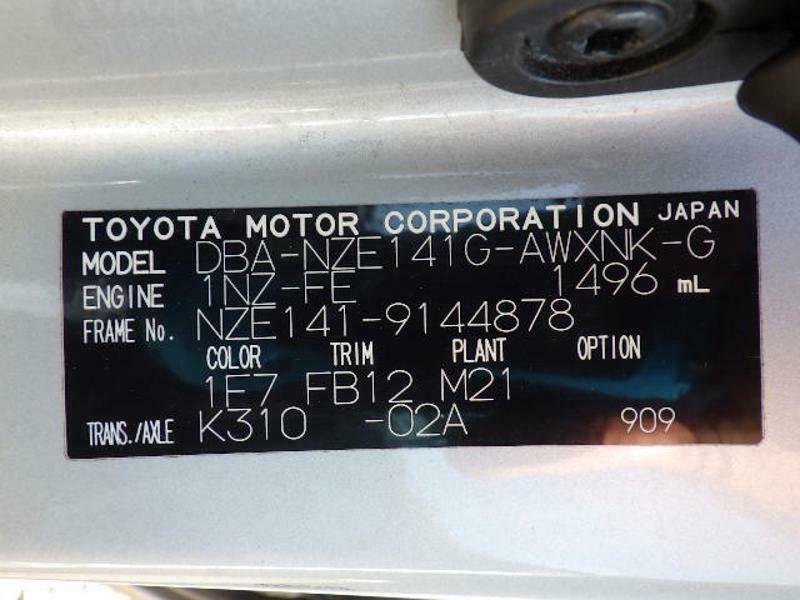 TOYOTA MOTOR CORPORATION JAPAN
MODEL DBA-NZE141G-AWXNK-G
ENGINE 1NZ-FE 1496 mL
FRAME No. NZE141-9144878
COLOR TRIM PLANT OPTION
1E7 FB12 M21
TRANS./AXLE K310 -02A 909